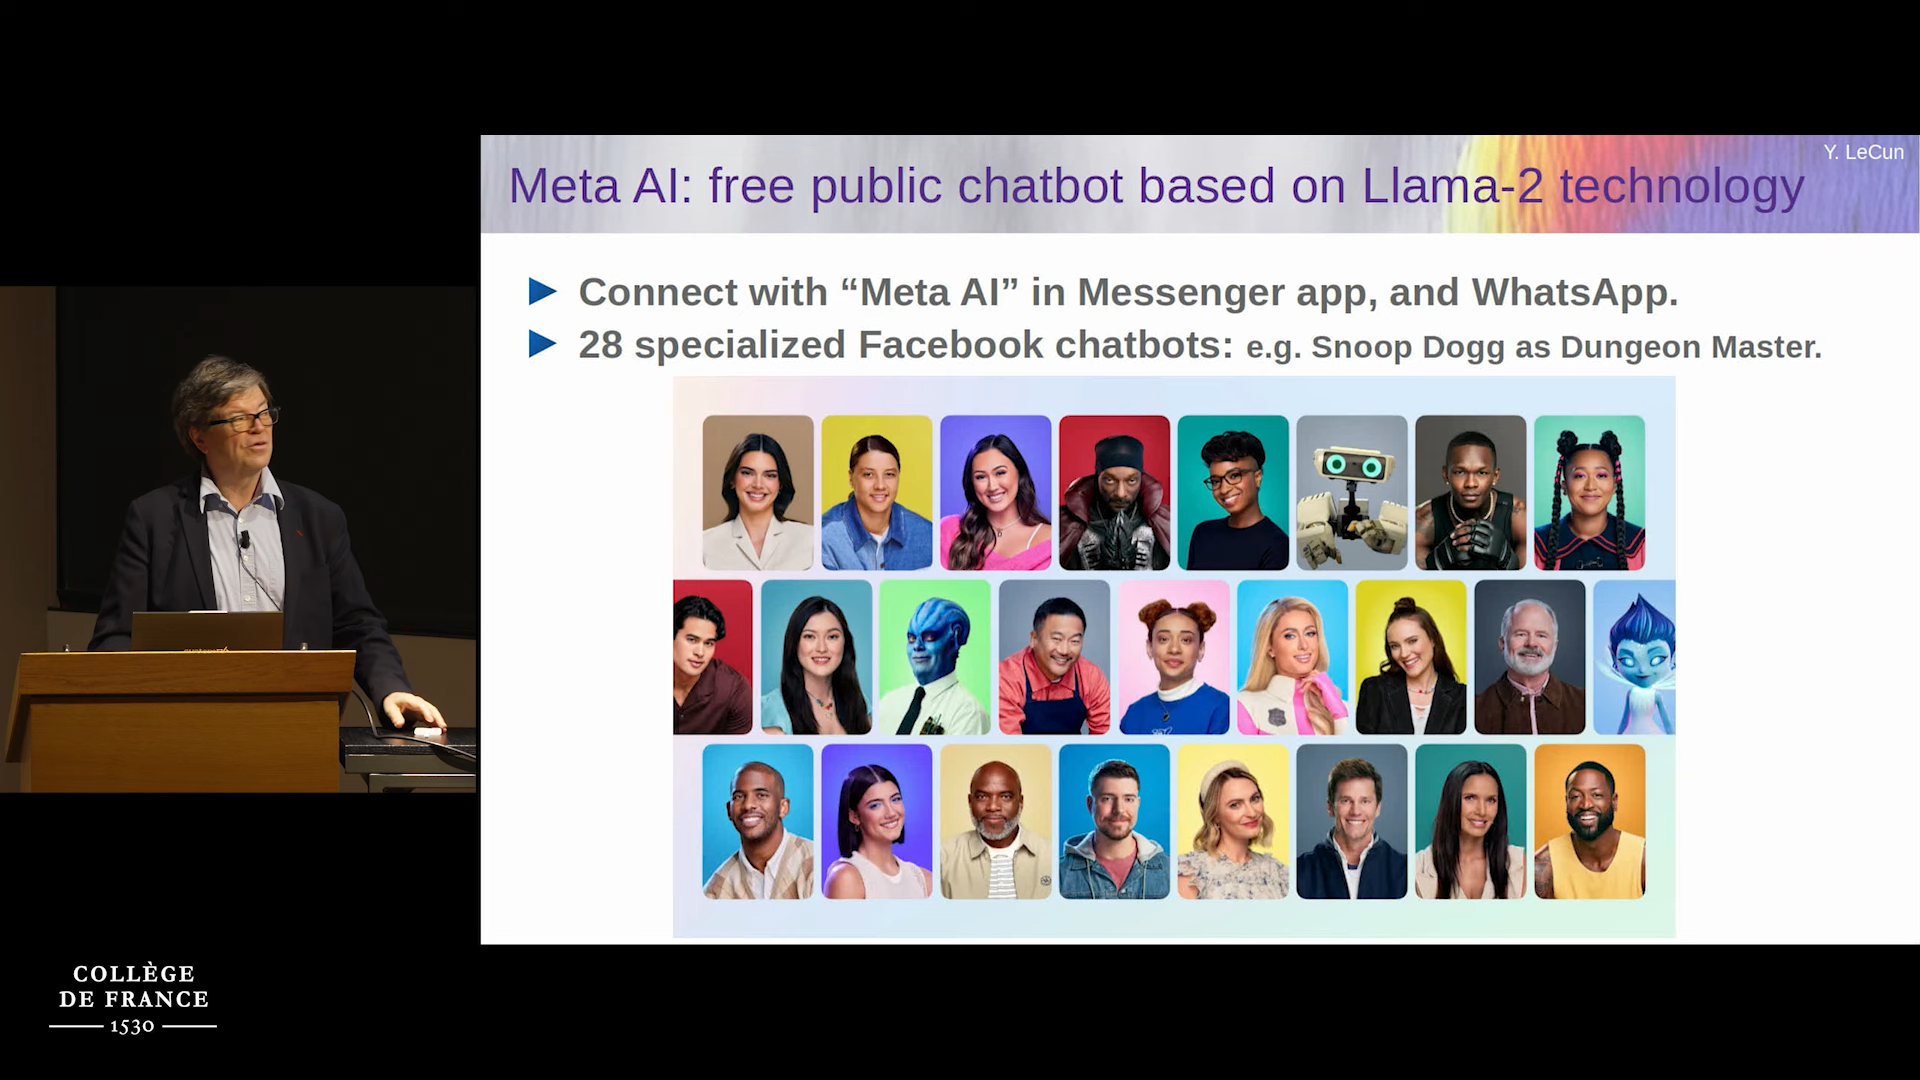 Y. LeCun
Meta AI: free public chatbot based on Llama-2 technology
Connect with “Meta AI” in Messenger app, and WhatsApp.
28 specialized Facebook chatbots: e.g. Snoop Dogg as Dungeon Master.
COLLÈGE
DE FRANCE
1530